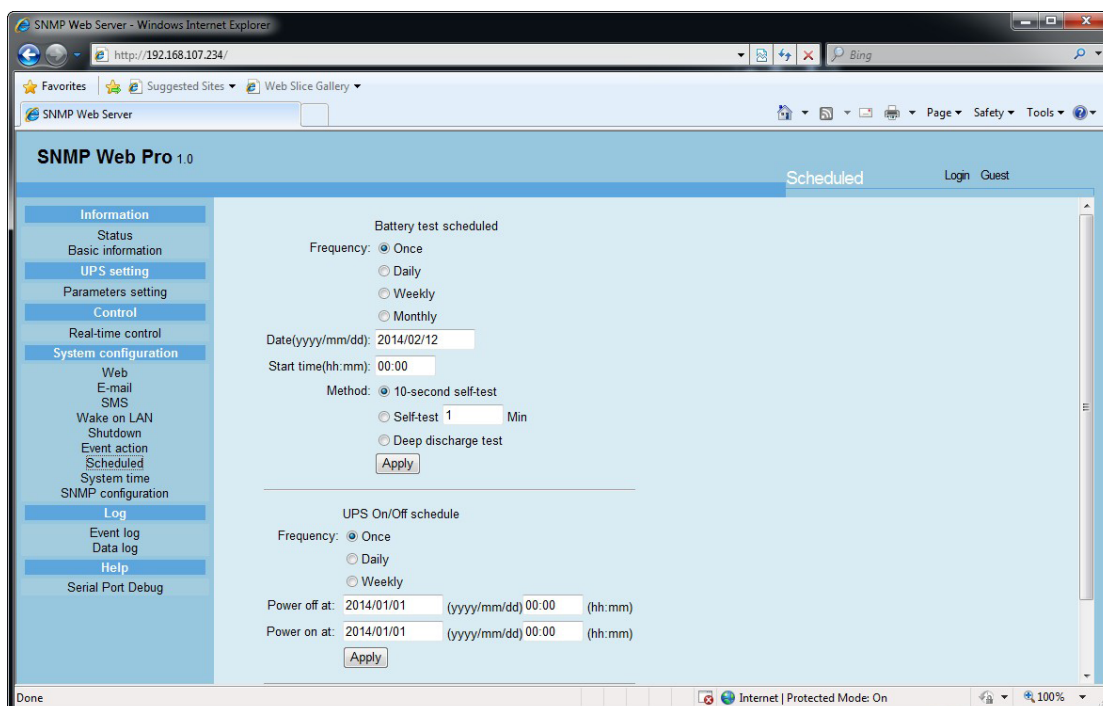 SNMP Web Server - Windows Internet Explorer
http://192.168.107.234/
Bing
Favorites
Suggested Sites
Web Slice Gallery
SNMP Web Server
Page Safety Tools
SNMP Web Pro 1.0
Scheduled
Login Guest
Information
Status
Basic information
UPS setting
Parameters setting
Control
Real-time control
System configuration
Web
E-mail
SMS
Wake on LAN
Shutdown
Event action
Scheduled
System time
SNMP configuration
Log
Event log
Data log
Help
Serial Port Debug
Battery test scheduled
Frequency: Once
Daily
Weekly
Monthly
Date(yyyy/mm/dd): 2014/02/12
Start time(hh:mm): 00:00
Method: 10-second self-test
Self-test 1 Min
Deep discharge test
Apply
UPS On/Off schedule
Frequency: Once
Daily
Weekly
Power off at: 2014/01/01 (yyyy/mm/dd) 00:00 (hh:mm)
Power on at: 2014/01/01 (yyyy/mm/dd) 00:00 (hh:mm)
Apply
Done
Internet | Protected Mode: On
100%